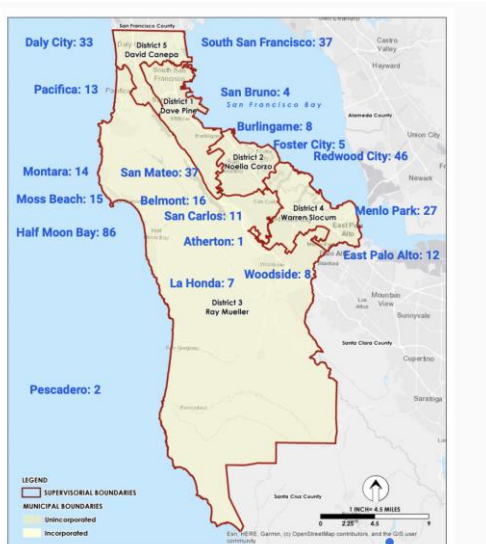 San Francisco County
Daly City: 33
District 5
David Canepa
South San Francisco: 37
Castro
Valley
Hayward
South San
Francisco
Pacifica: 13
District 1
Dave Pine
San Bruno: 4
San Francisco Bay
Alameda County
Burlingame: 8
Union City
Foster City: 5
District 2
Noelia Corzo
Redwood City: 46
Newark
Montara: 14
San Mateo: 37
Moss Beach: 15
Belmont: 16
San Carlos: 11
District 4
Warren Slocum
Menlo Park: 27
Half Moon Bay: 86
Atherton: 1
East Palo
Alto
East Palo Alto: 12
La Honda: 7
Woodside: 8
District 3
Ray Mueller
Mountain
View
Sunnyvale
Santa Clara County
Cupertino
Pescadero: 2
Saratoga
LEGEND
SUPERVISORIAL BOUNDARIES
MUNICIPAL BOUNDARIES
Unincorporated
Incorporated
Santa Cruz County
1 INCH= 4.5 MILES
0 2.25 4.5 9
Esri, HERE, Garmin, (c) OpenStreetMap contributors, and the GIS user
community